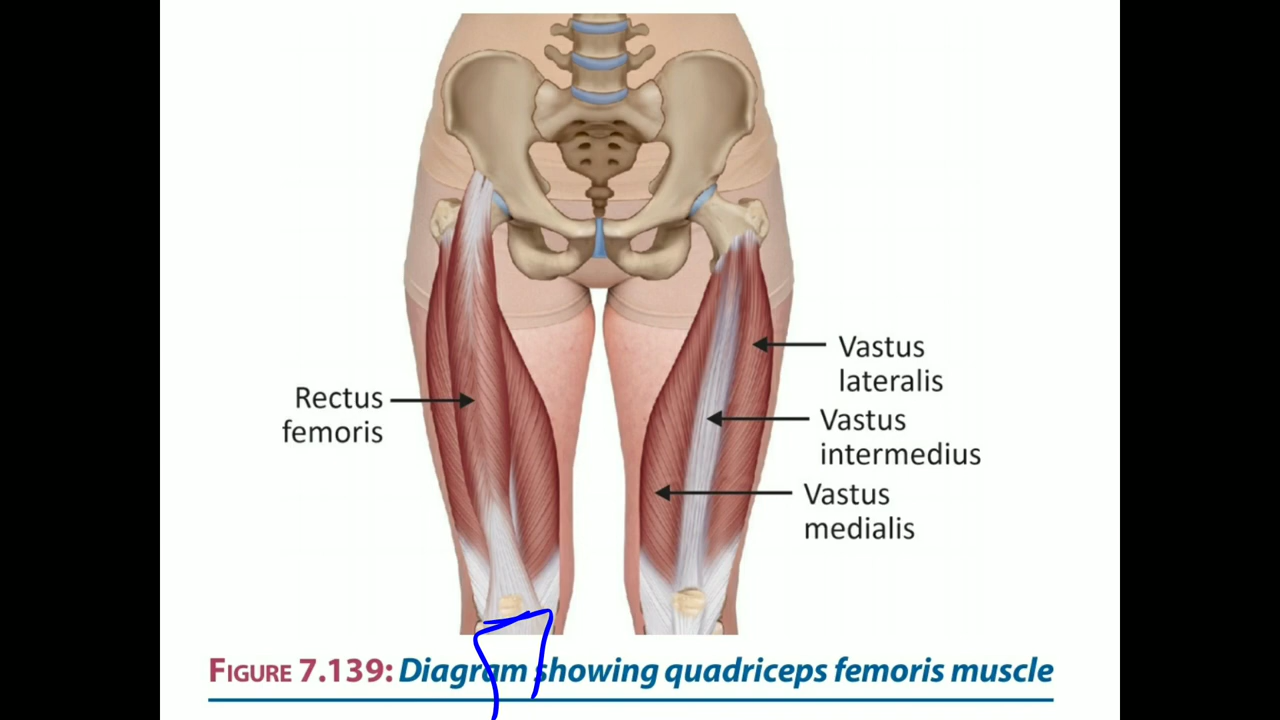 Rectus
femoris
Vastus
lateralis
Vastus
intermedius
Vastus
medialis
FIGURE 7.139: Diagram showing quadriceps femoris muscle